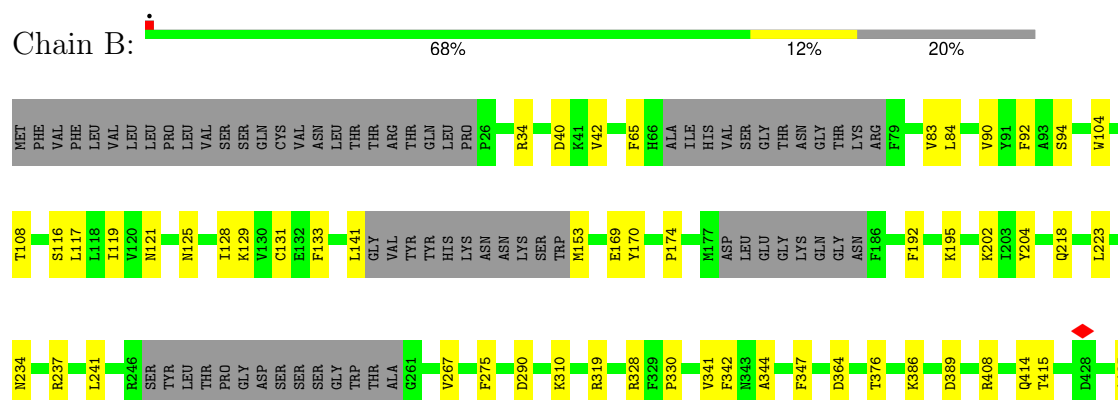 Chain B:
68% 12% 20%
MET PHE VAL PHE LEU VAL LEU LEU PRO LEU VAL SER SER GLN CYS VAL ASN LEU THR THR ARG THR GLN LEU PRO P26 R34 D40 K41 V42 F65 H66 ALA ILE HIS VAL SER GLY THR ASN GLY THR LYS ARG F79 V83 L84 V90 Y91 F92 A93 S94 W104
T108 S116 L117 L118 I119 V120 N121 N125 I128 K129 V130 C131 E132 F133 L141 GLY VAL TYR TYR HIS LYS ASN ASN LYS SER TRP M153 E169 Y170 P174 M177 ASP LEU GLU GLY LYS GLN GLY ASN F186 F192 K195 K202 I203 Y204 Q218 L223
N234 R237 L241 R246 SER TYR LEU THR PRO GLY ASP SER SER SER GLY TRP THR ALA G261 V267 F275 D290 K310 R319 R328 F329 P330 V341 F342 N343 A344 F347 D364 T376 K386 D389 R408 Q414 T415 D428